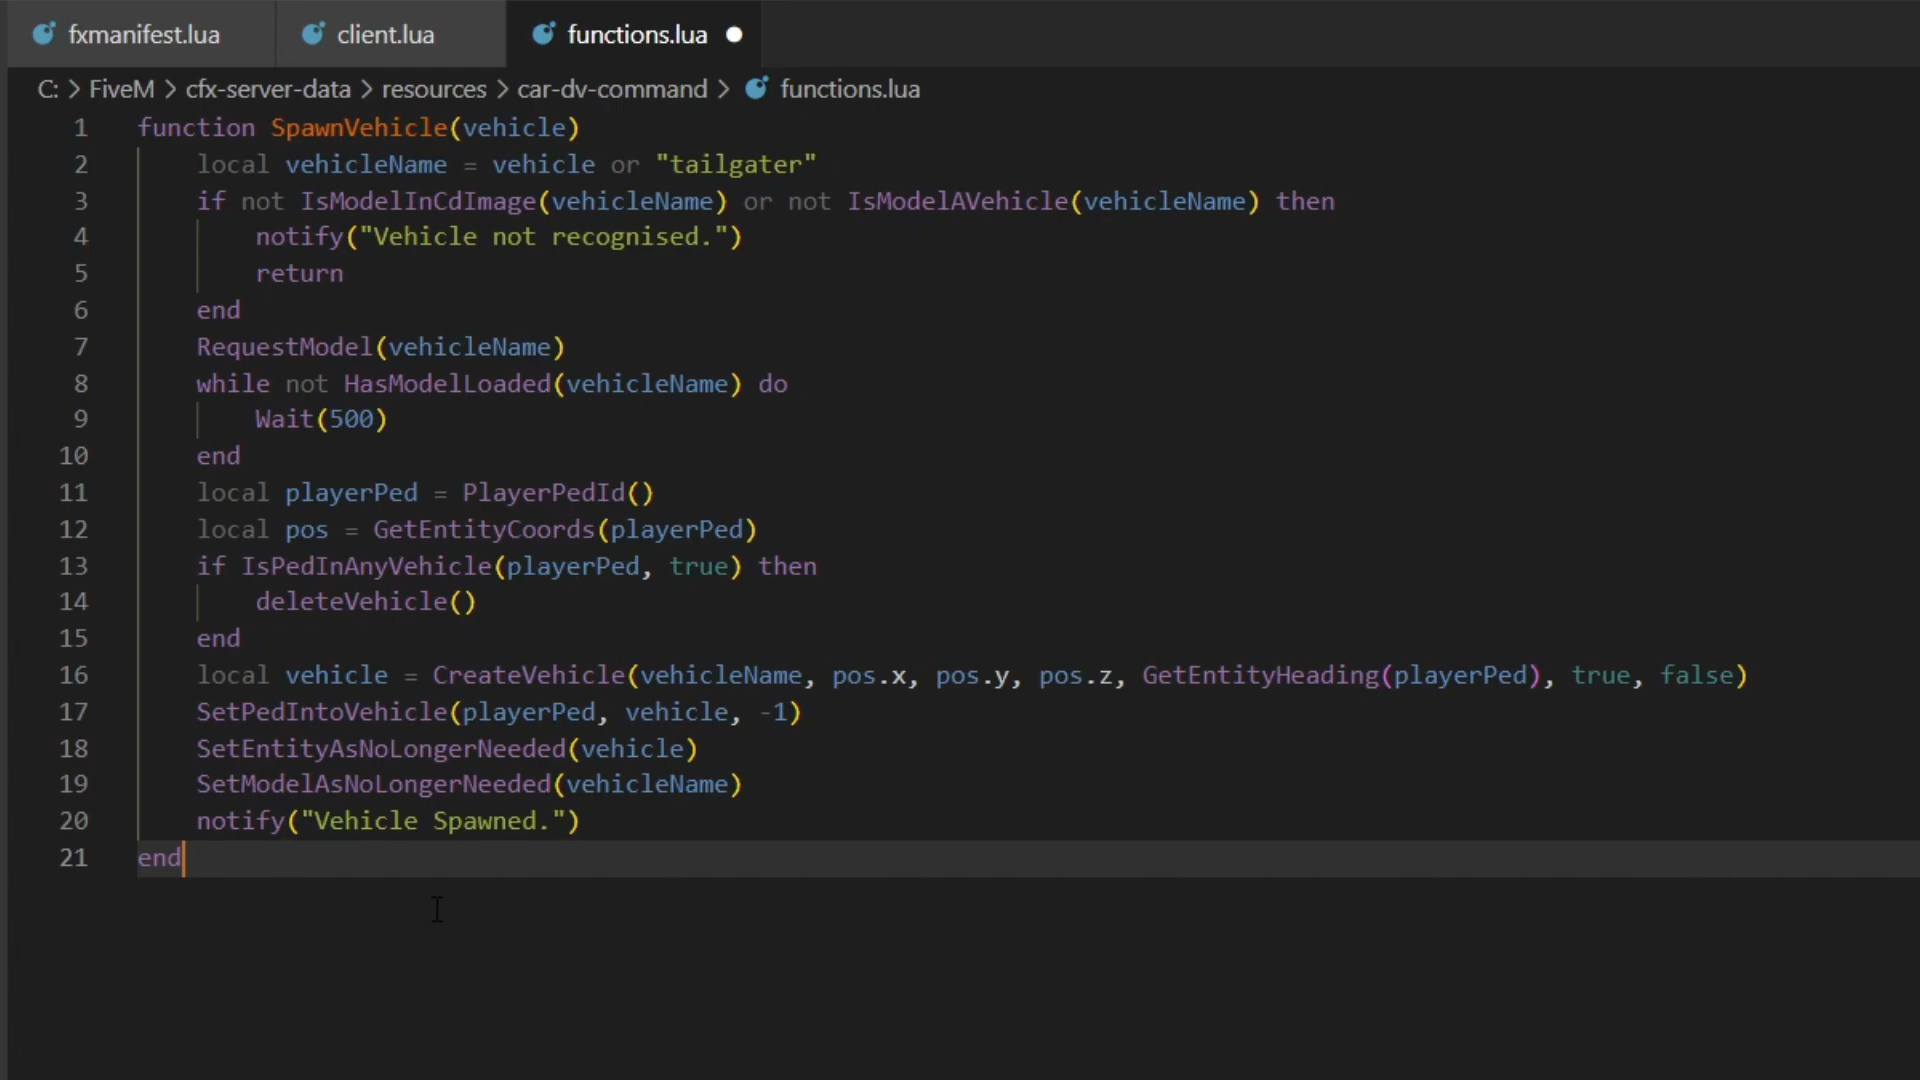 fxmanifest.lua client.lua functions.lua
C: > FiveM > cfx-server-data > resources > car-dv-command > functions.lua
1 function SpawnVehicle(vehicle)
2     local vehicleName = vehicle or "tailgater"
3     if not IsModelInCdImage(vehicleName) or not IsModelAVehicle(vehicleName) then
4         notify("Vehicle not recognised.")
5         return
6     end
7     RequestModel(vehicleName)
8     while not HasModelLoaded(vehicleName) do
9         Wait(500)
10     end
11     local playerPed = PlayerPedId()
12     local pos = GetEntityCoords(playerPed)
13     if IsPedInAnyVehicle(playerPed, true) then
14         deleteVehicle()
15     end
16     local vehicle = CreateVehicle(vehicleName, pos.x, pos.y, pos.z, GetEntityHeading(playerPed), true, false)
17     SetPedIntoVehicle(playerPed, vehicle, -1)
18     SetEntityAsNoLongerNeeded(vehicle)
19     SetModelAsNoLongerNeeded(vehicleName)
20     notify("Vehicle Spawned.")
21 end